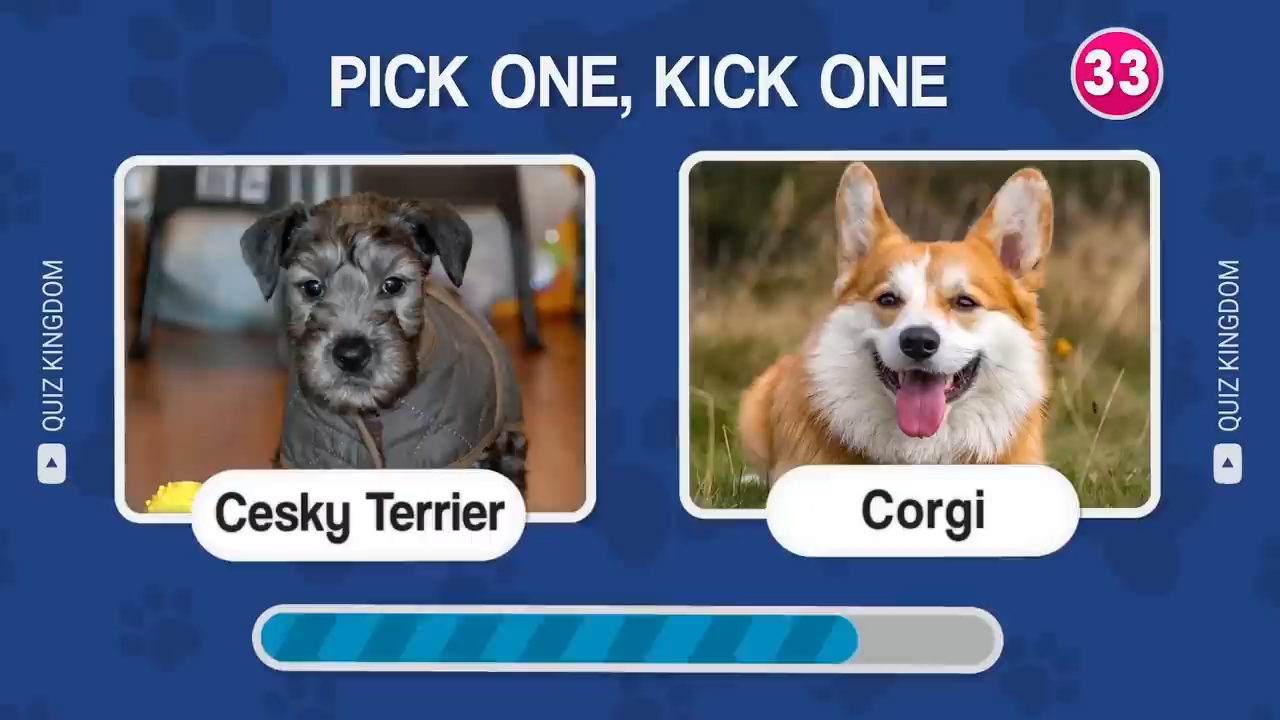 PICK ONE, KICK ONE
33
QUIZ KINGDOM
QUIZ KINGDOM
Cesky Terrier
Corgi